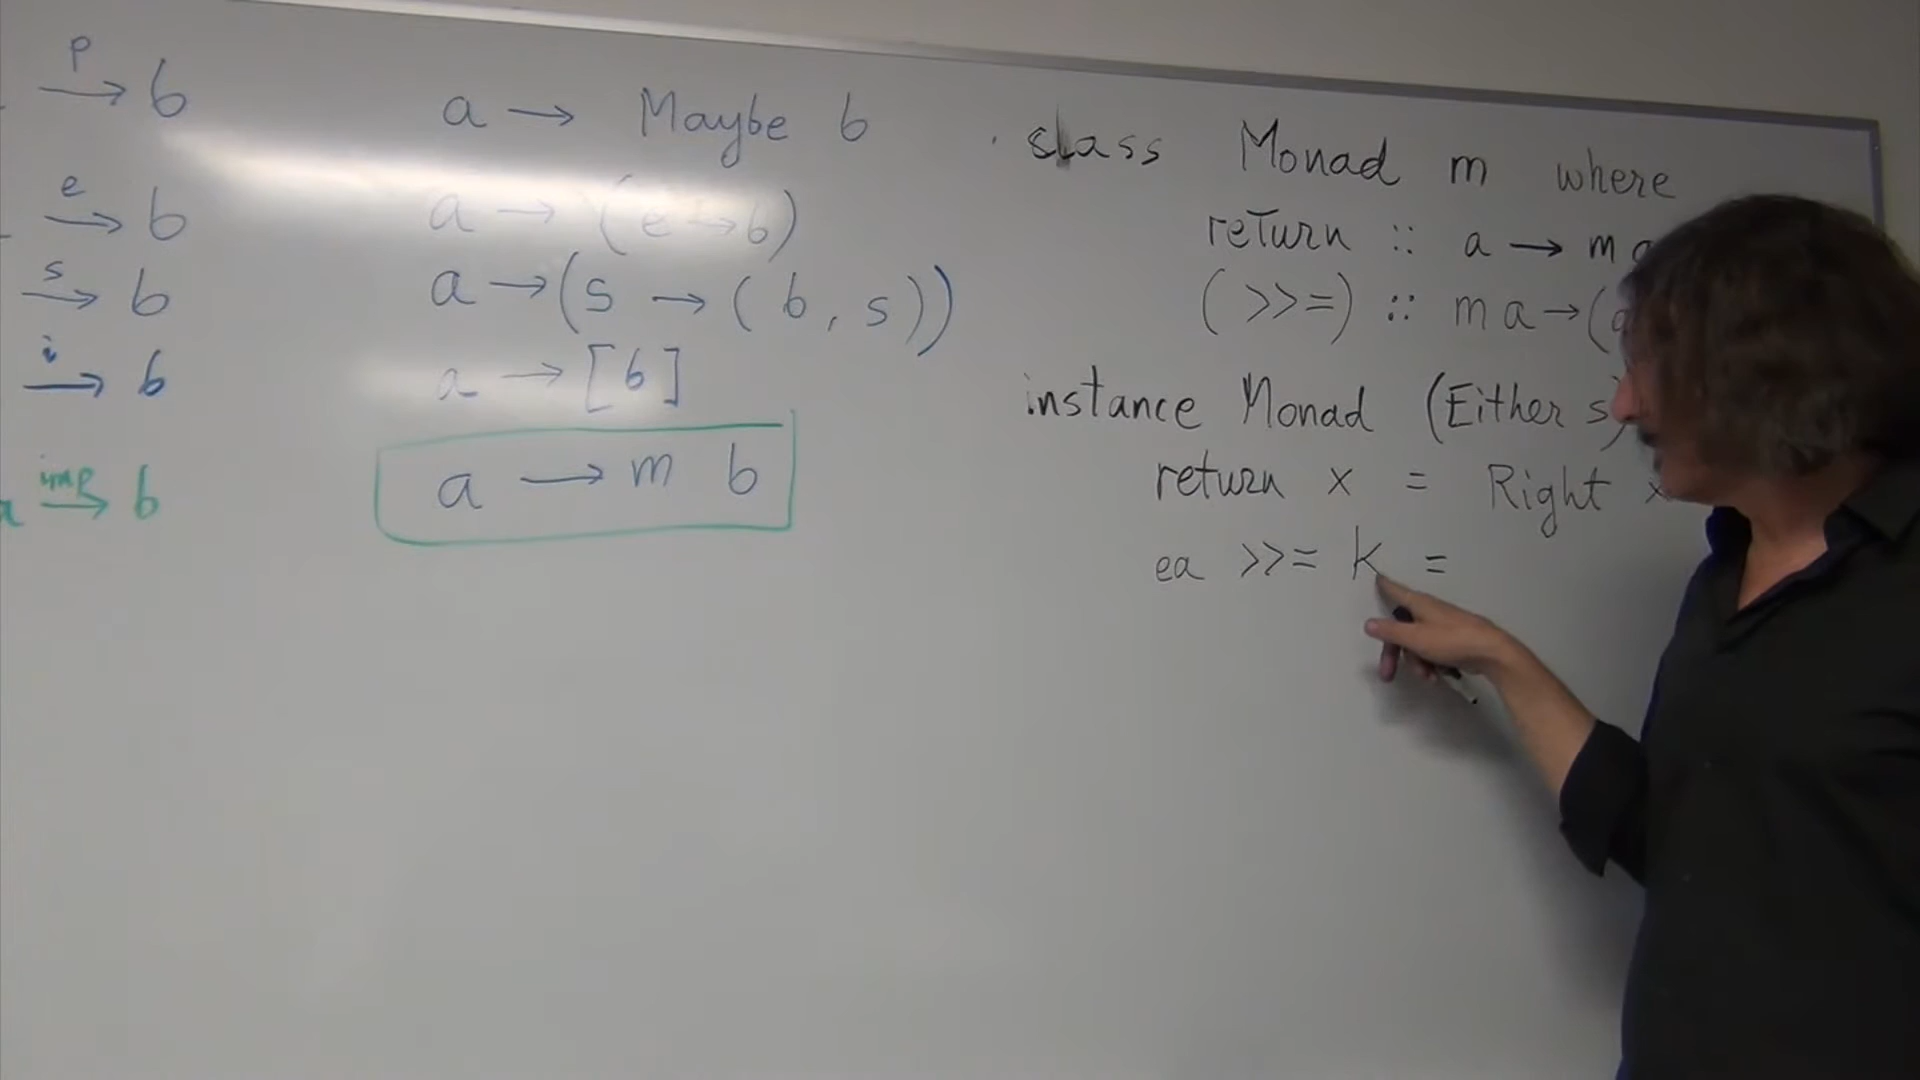 p
→ b
e
→ b
s
→ b
i
→ b
a imp → b
a → Maybe b
a → (e → b)
a → (s → (b, s))
a → [b]
a → m b
class Monad m where
return :: a → m a
(>>=) :: m a → (a
instance Monad (Either s)
return x = Right x
ea >>= k =